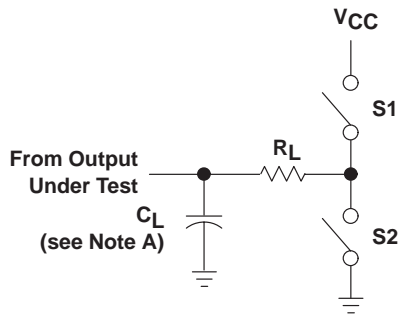 VCC
S1
RL
From Output
Under Test
CL
(see Note A)
S2